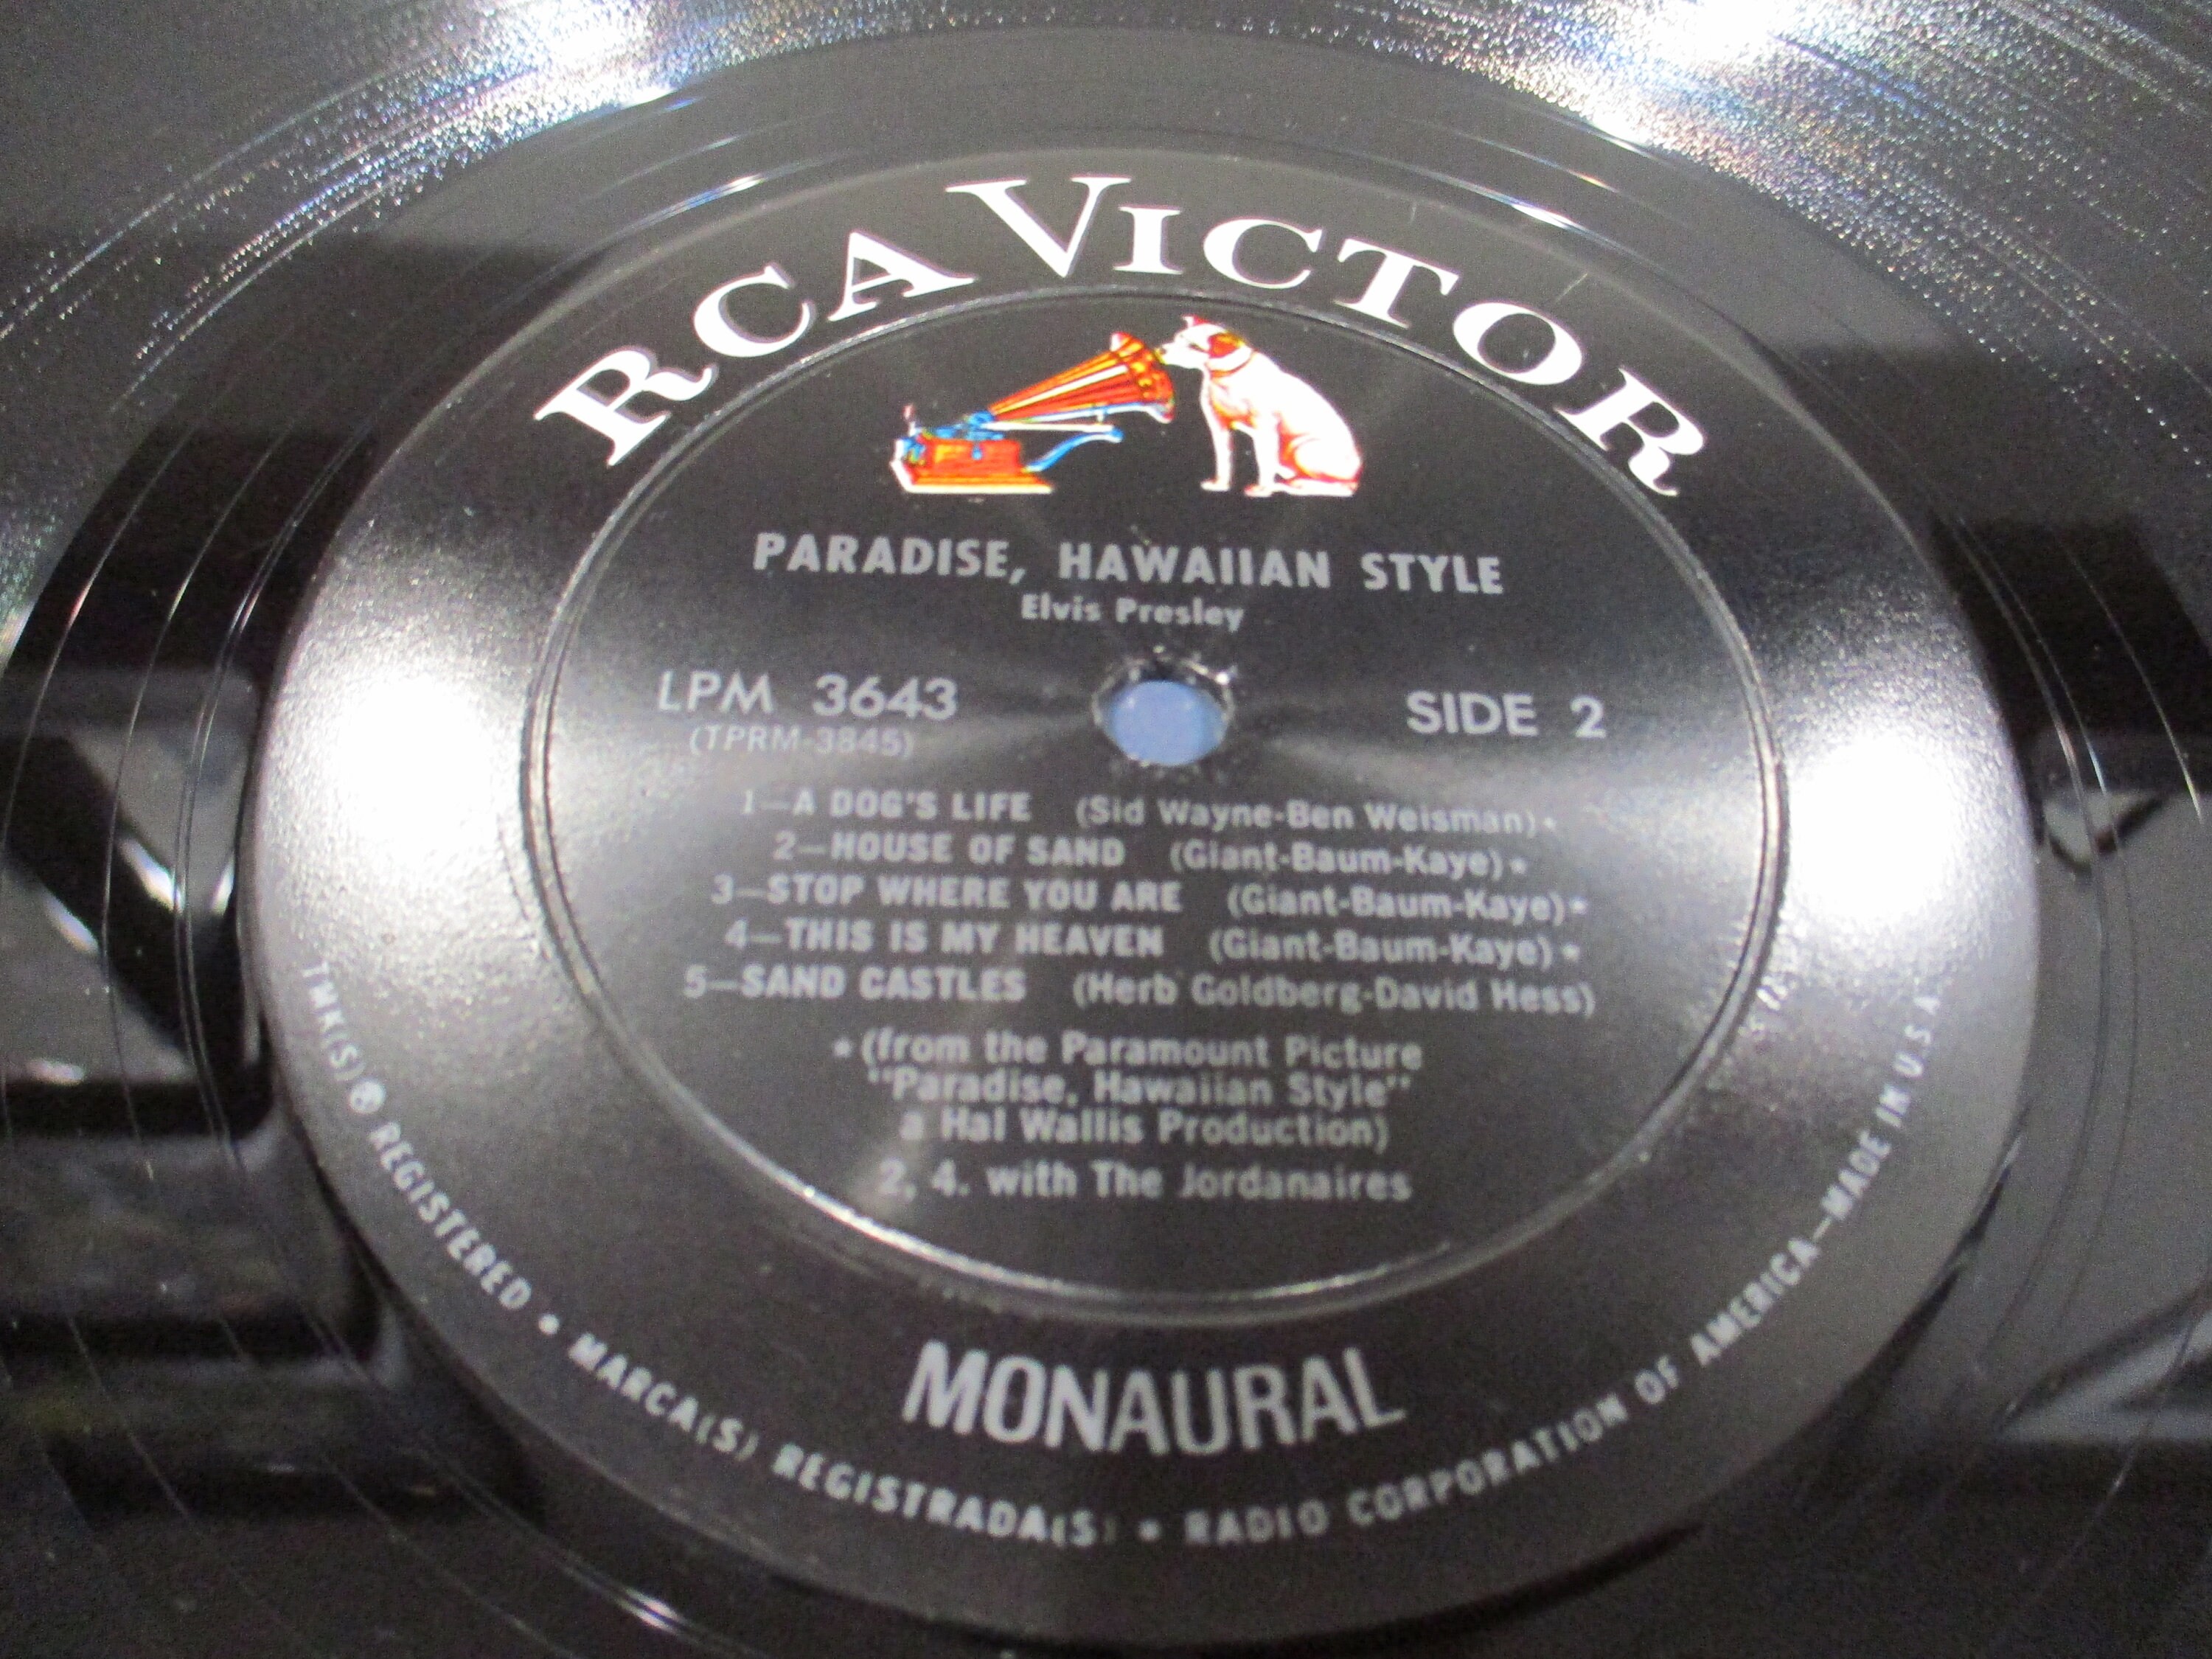 RCA VICTOR
PARADISE, HAWAIIAN STYLE
Elvis Presley
LPM 3643
(TPRM-3845)
SIDE 2
1—A DOG'S LIFE (Sid Wayne-Ben Weisman)*
2—HOUSE OF SAND (Giant-Baum-Kaye)*
3—STOP WHERE YOU ARE (Giant-Baum-Kaye)*
4—THIS IS MY HEAVEN (Giant-Baum-Kaye)*
5—SAND CASTLES (Herb Goldberg-David Hess)
*(from the Paramount Picture
"Paradise, Hawaiian Style"
a Hal Wallis Production)
2, 4. with The Jordanaires
MONAURAL
TMK(S) ® REGISTERED • MARCA(S) REGISTRADA(S) • RADIO CORPORATION OF AMERICA—MADE IN U.S.A.